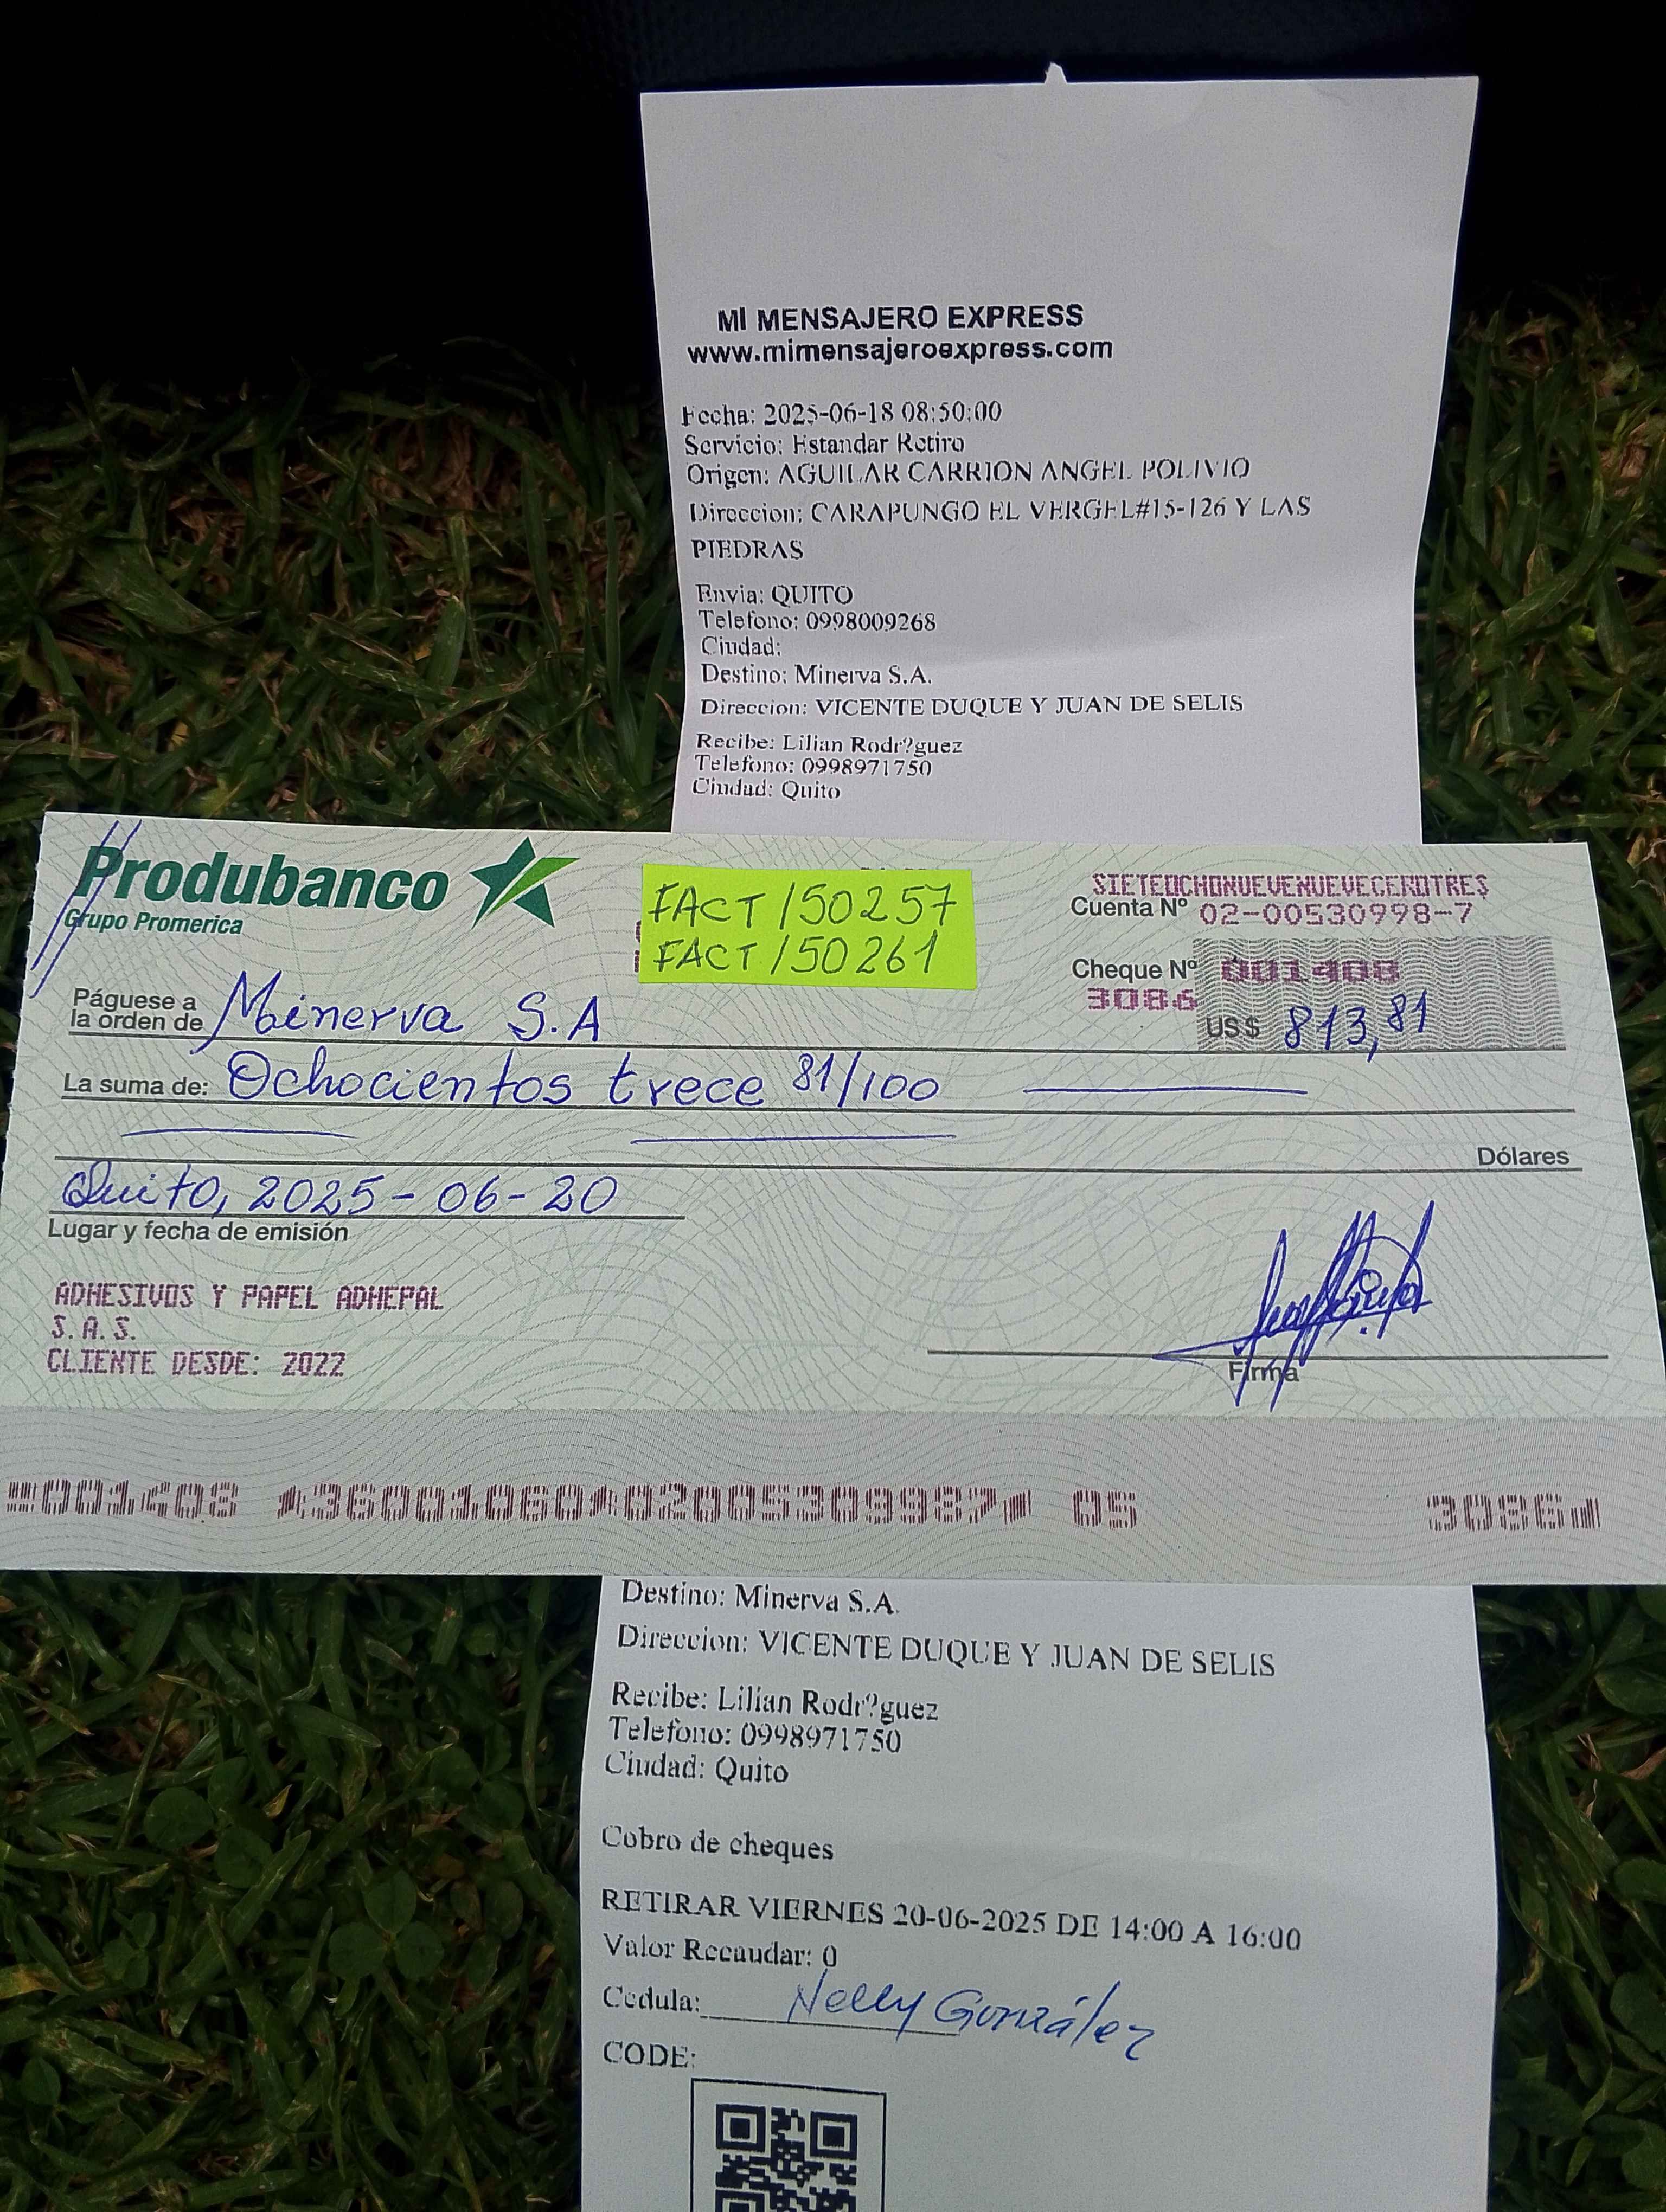 MI MENSAJERO EXPRESS
www.mimensajeroexpress.com
Fecha: 2025-06-18 08:50:00
Servicio: Estandar Retiro
Origen: AGUILAR CARRION ANGEL POLIVIO
Direccion: CARAPUNGO EL VERGEL#15-126 Y LAS
PIEDRAS
Envia: QUITO
Telefono: 0998009268
Ciudad:
Destino: Minerva S.A.
Direccion: VICENTE DUQUE Y JUAN DE SELIS
Recibe: Lilian Rodr?guez
Telefono: 0998971750
Ciudad: Quito
Produbanco
Grupo Promerica
FACT 150257
FACT 150261
SIETEOCHONUEVENUEVECEROTRES
Cuenta Nº 02-00530998-7
Cheque Nº 001408
3086
US$ 813,81
Páguese a
la orden de Minerva S.A
La suma de: Ochocientos trece 81/100
Dólares
Quito, 2025-06-20
Lugar y fecha de emisión
ADHESIVOS Y PAPEL ADHEPAL
S.A.S.
CLIENTE DESDE: 2022
Firma
001408 36001060 02005309987 05 3086
Destino: Minerva S.A.
Direccion: VICENTE DUQUE Y JUAN DE SELIS
Recibe: Lilian Rodr?guez
Telefono: 0998971750
Ciudad: Quito
Cobro de cheques
RETIRAR VIERNES 20-06-2025 DE 14:00 A 16:00
Valor Recaudar: 0
Cedula: Nelly González
CODE: